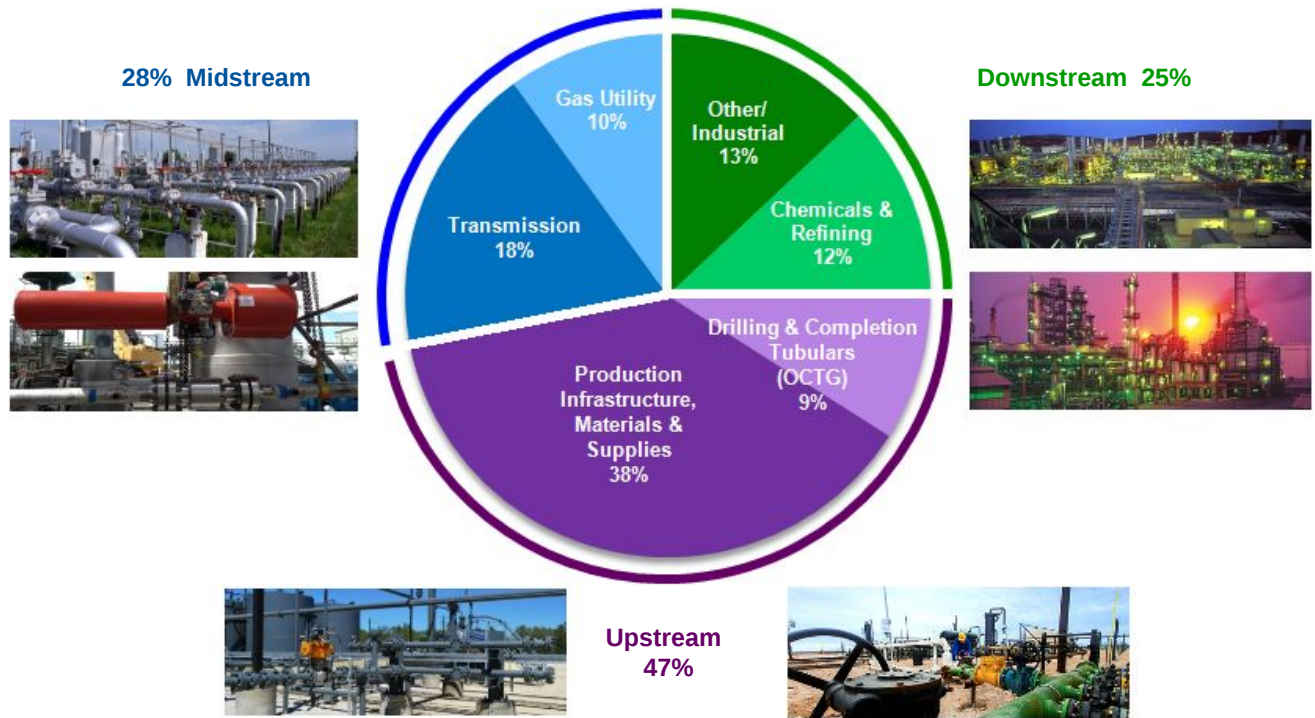 28% Midstream
Downstream 25%
Gas Utility
10%
Other/
Industrial
13%
Transmission
18%
Chemicals &
Refining
12%
Drilling & Completion
Tubulars
(OCTG)
9%
Production
Infrastructure,
Materials &
Supplies
38%
Upstream
47%